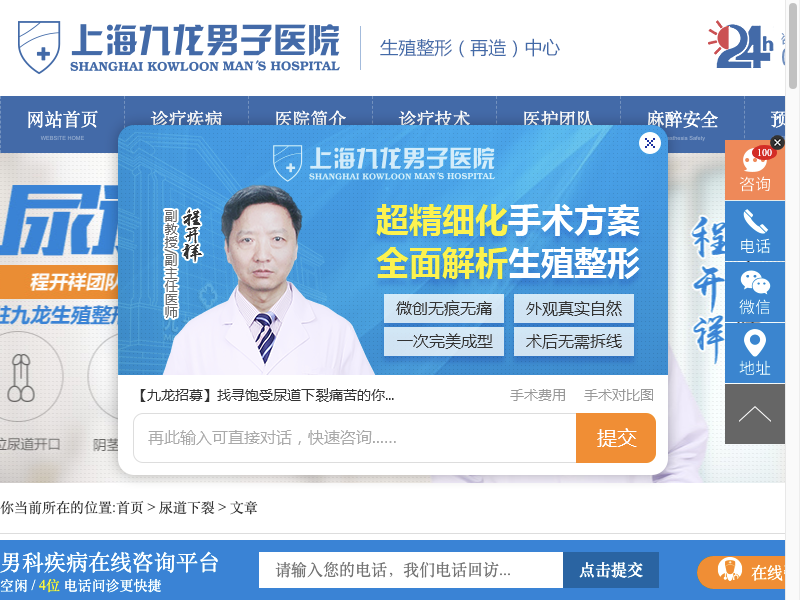 上海九龙男子医院
SHANGHAI KOWLOON MAN'S HOSPITAL
生殖整形（再造）中心
24h
网站首页
WEBSITE HOME
诊疗疾病
医院简介
诊疗技术
医护团队
麻醉安全
预
上海九龙男子医院
SHANGHAI KOWLOON MAN'S HOSPITAL
程开祥
副教授/副主任医师
超精细化手术方案
全面解析生殖整形
微创无痕无痛
外观真实自然
一次完美成型
术后无需拆线
【九龙招募】找寻饱受尿道下裂痛苦的你...
手术费用
手术对比图
再此输入可直接对话，快速咨询......
提交
尿道
程开祥团队
驻九龙生殖整形
尿道开口
阴茎
程开祥
100
咨询
电话
微信
地址
你当前所在的位置:首页 > 尿道下裂 > 文章
男科疾病在线咨询平台
空闲 / 4位 电话问诊更快捷
请输入您的电话，我们电话回访...
点击提交
在线